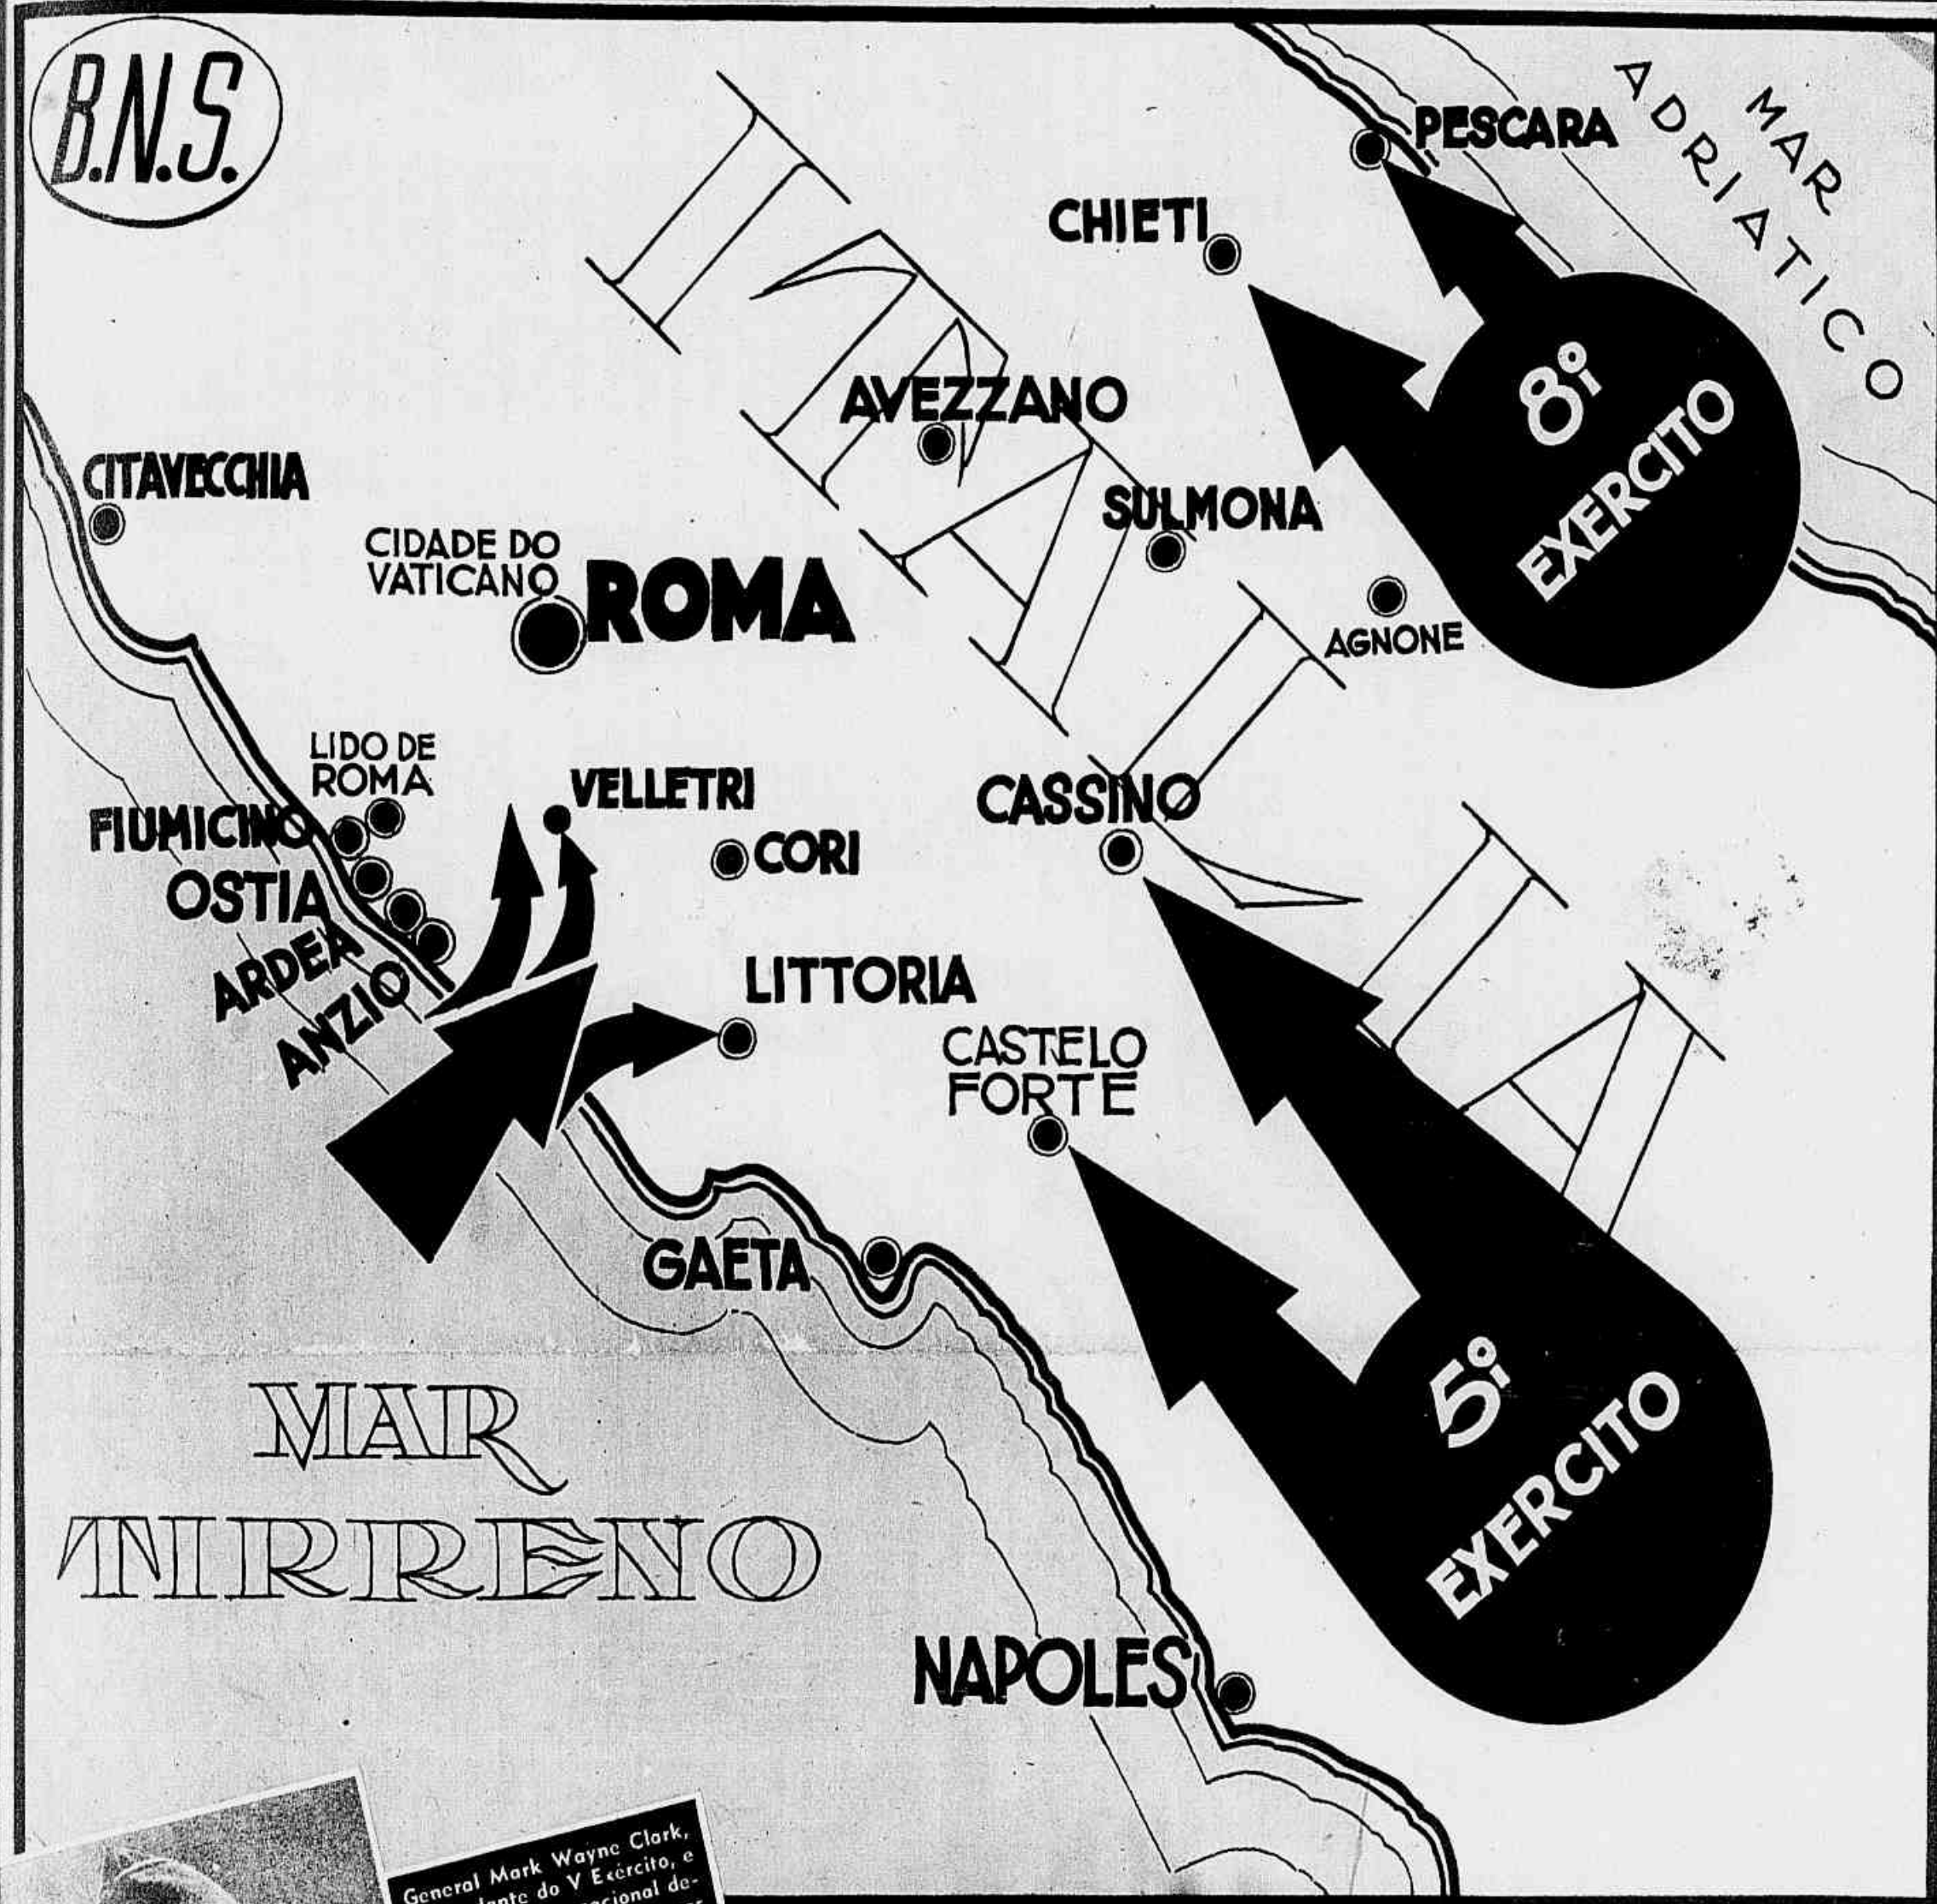 B.N.S.
MAR
ADRIATICO
PESCARA
CHIETI
8º
EXERCITO
ITALIA
AVEZZANO
CITAVECCHIA
SULMONA
CIDADE DO
VATICANO
ROMA
AGNONE
LIDO DE
ROMA
VELLETRI
FIUMICINO
CORI
CASSINO
OSTIA
ARDEA
ANZIO
LITTORIA
CASTELO
FORTE
GAETA
5º
EXERCITO
MAR
TIRRENO
NAPOLES
General Mark Wayne Clark,
do V Exército, e
de-